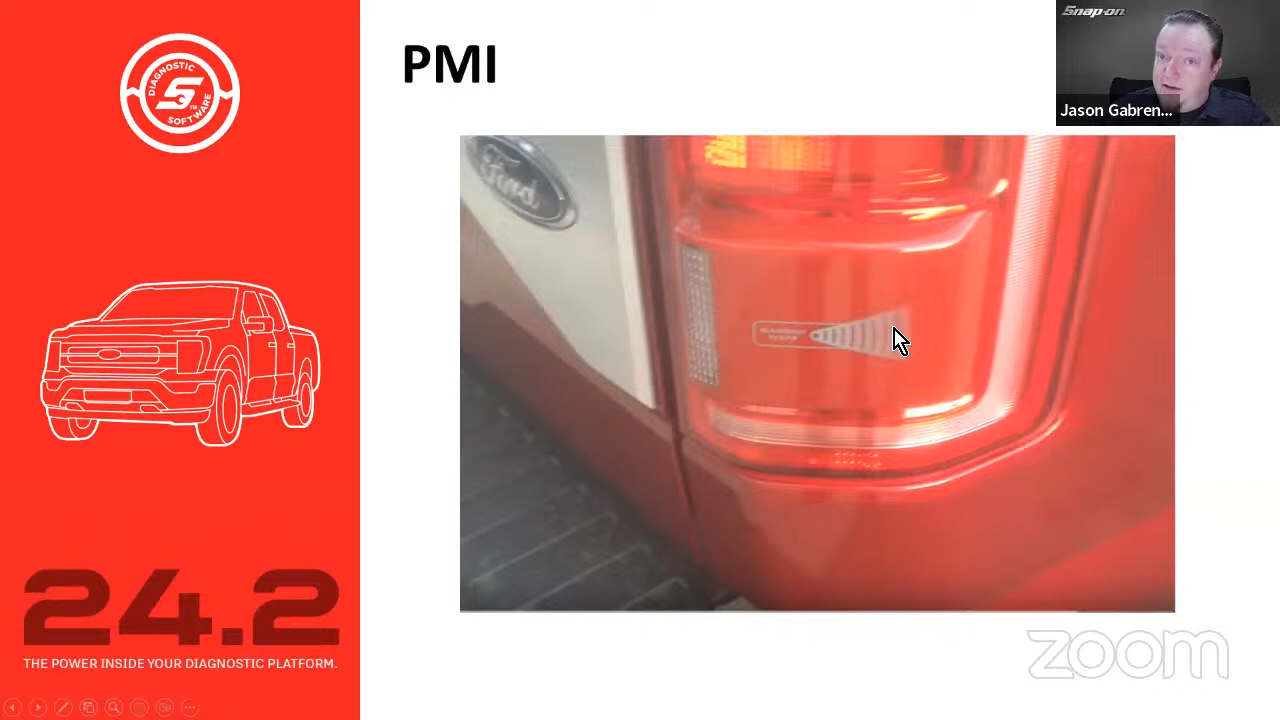 DIAGNOSTIC
S
SOFTWARE
PMI
Snap-on
Jason Gabren...
Ford
24.2
THE POWER INSIDE YOUR DIAGNOSTIC PLATFORM.
zoom